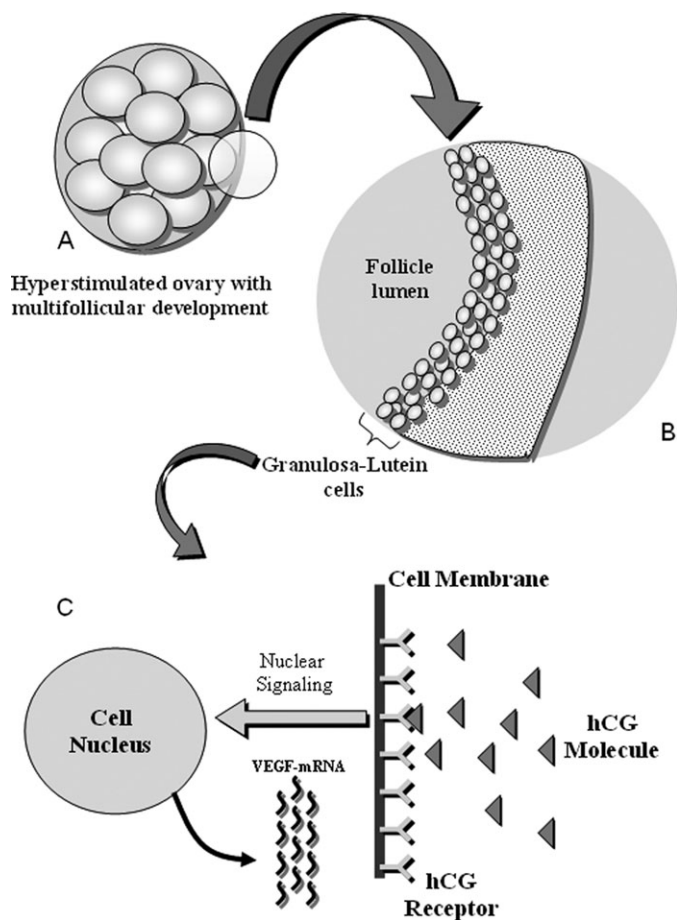 A
Hyperstimulated ovary with
multifollicular development
Follicle
lumen
B
Granulosa-Lutein
cells
C
Cell Membrane
Nuclear
Signaling
Cell
Nucleus
hCG
Molecule
VEGF-mRNA
hCG
Receptor